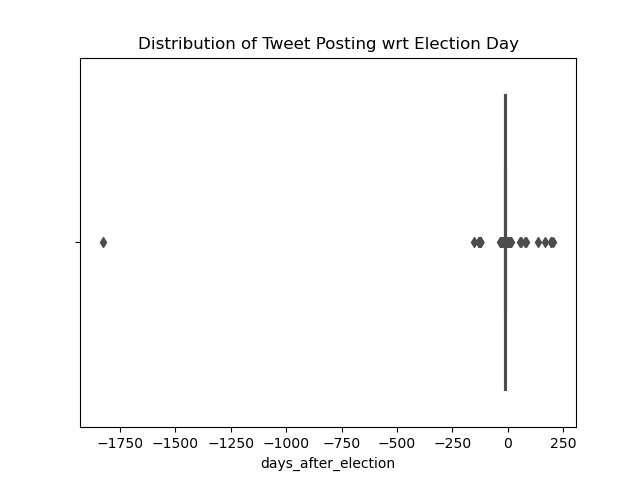 Distribution of Tweet Posting wrt Election Day
−1750 −1500 −1250 −1000 −750 −500 −250 0 250
days_after_election